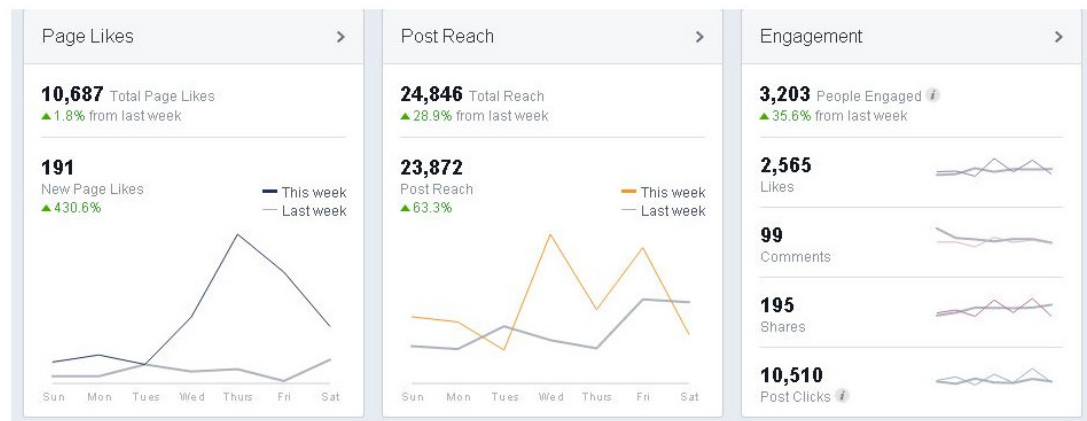 Page Likes
10,687 Total Page Likes
1.8% from last week
191
New Page Likes
430.6%
This week
Last week
Sun Mon Tues Wed Thurs Fri Sat
Post Reach
24,846 Total Reach
28.9% from last week
23,872
Post Reach
63.3%
This week
Last week
Sun Mon Tues Wed Thurs Fri Sat
Engagement
3,203 People Engaged i
35.6% from last week
2,565
Likes
99
Comments
195
Shares
10,510
Post Clicks i